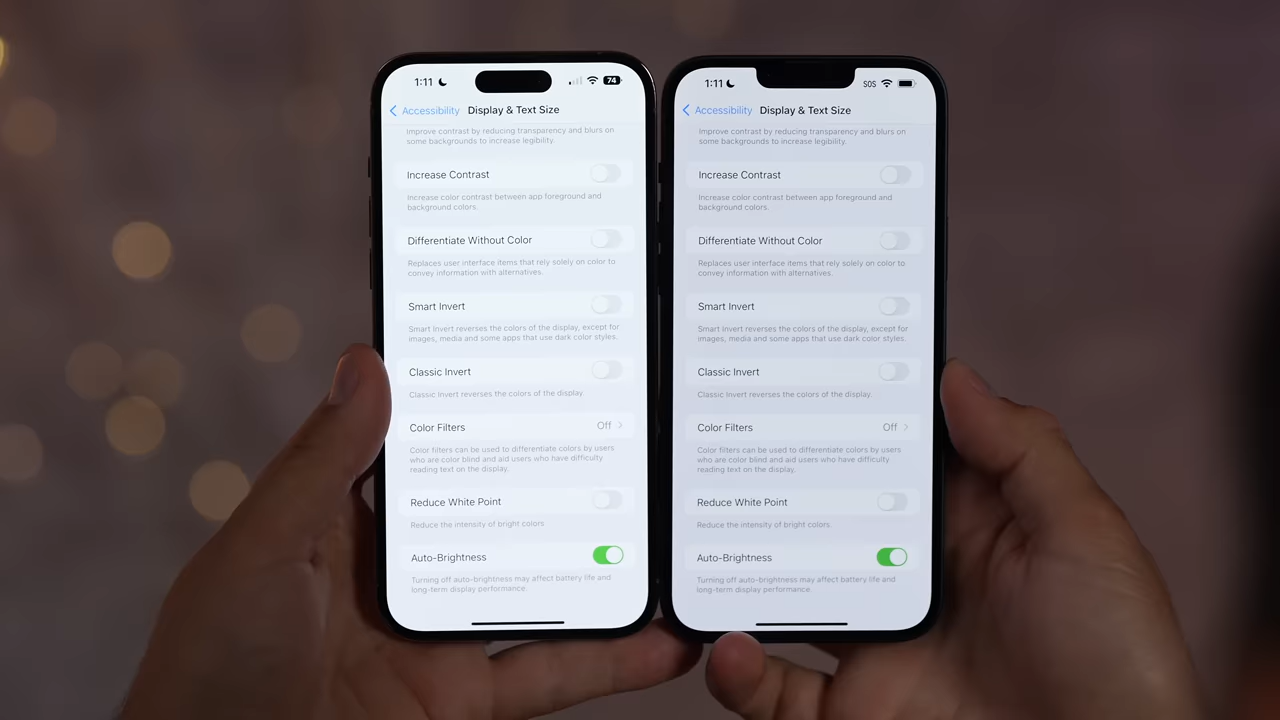 1:11
74
Accessibility Display & Text Size
Improve contrast by reducing transparency and blurs on
some backgrounds to increase legibility.
Increase Contrast
Increase color contrast between app foreground and
background colors.
Differentiate Without Color
Replaces user interface items that rely solely on color to
convey information with alternatives.
Smart Invert
Smart Invert reverses the colors of the display, except for
images, media and some apps that use dark color styles.
Classic Invert
Classic Invert reverses the colors of the display
Color Filters Off
Color filters can be used to differentiate colors by users
who are color blind and aid users who have difficulty
reading text on the display.
Reduce White Point
Reduce the intensity of bright colors
Auto-Brightness
Turning off auto-brightness may affect battery life and
long-term display performance.
1:11
SOS
Accessibility Display & Text Size
Improve contrast by reducing transparency and blurs on
some backgrounds to increase legibility.
Increase Contrast
Increase color contrast between app foreground and
background colors.
Differentiate Without Color
Replaces user interface items that rely solely on color to
convey information with alternatives.
Smart Invert
Smart Invert reverses the colors of the display, except for
images, media and some apps that use dark color styles.
Classic Invert
Classic Invert reverses the colors of the display.
Color Filters Off
Color filters can be used to differentiate colors by users
who are color blind and aid users who have difficulty
reading text on the display.
Reduce White Point
Reduce the intensity of bright colors.
Auto-Brightness
Turning off auto-brightness may affect battery life and
long-term display performance.